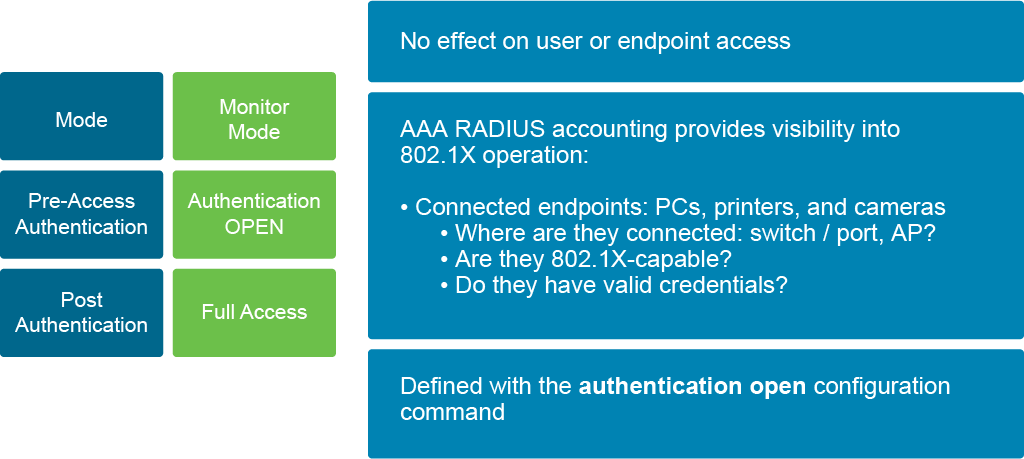 Mode
Monitor
Mode
Pre-Access
Authentication
Authentication
OPEN
Post
Authentication
Full Access
No effect on user or endpoint access
AAA RADIUS accounting provides visibility into
802.1X operation:
• Connected endpoints: PCs, printers, and cameras
• Where are they connected: switch / port, AP?
• Are they 802.1X-capable?
• Do they have valid credentials?
Defined with the authentication open configuration
command